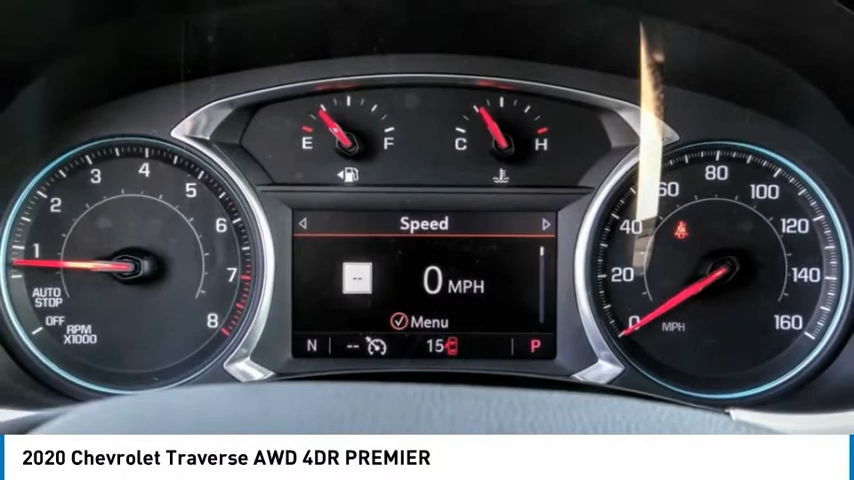 E F
C H
1 2 3 4 5 6 7 8
AUTO
STOP
OFF
RPM
X1000
Speed
--
0 MPH
Menu
N -- 15 P
0 20 40 60 80 100 120 140 160
MPH
2020 Chevrolet Traverse AWD 4DR PREMIER